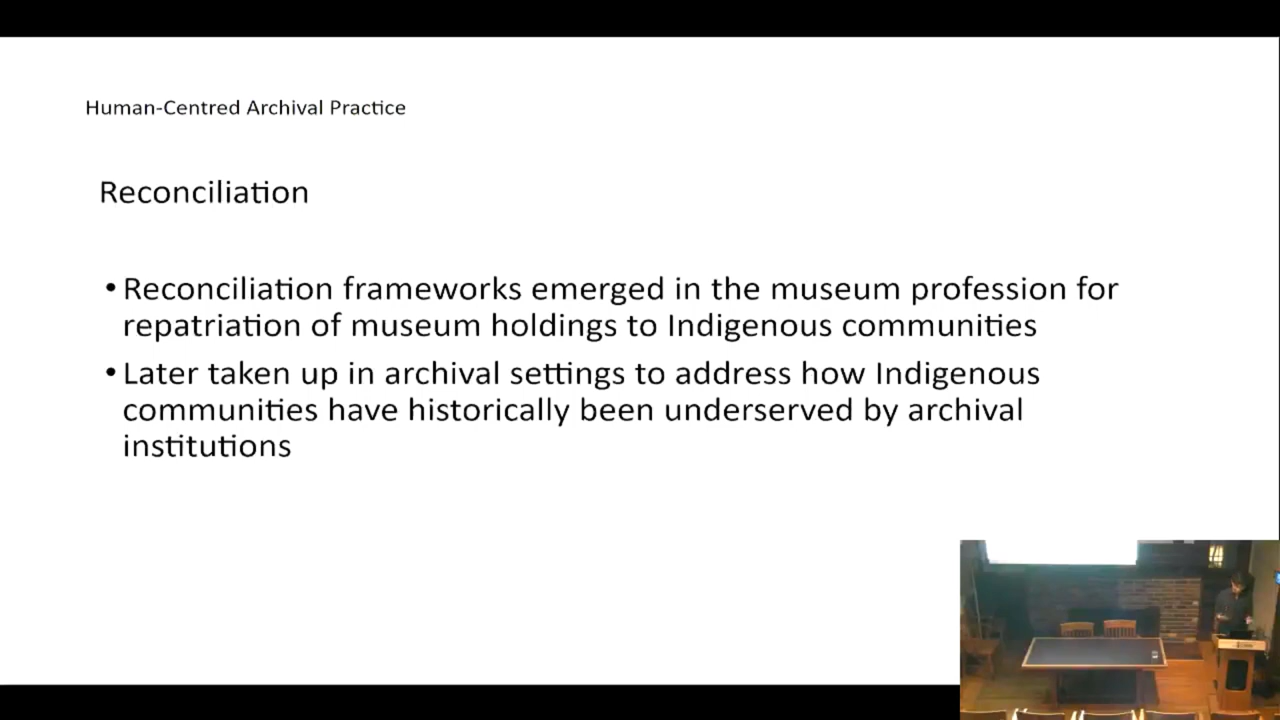 Human-Centred Archival Practice
Reconciliation
• Reconciliation frameworks emerged in the museum profession for
repatriation of museum holdings to Indigenous communities
• Later taken up in archival settings to address how Indigenous
communities have historically been underserved by archival
institutions